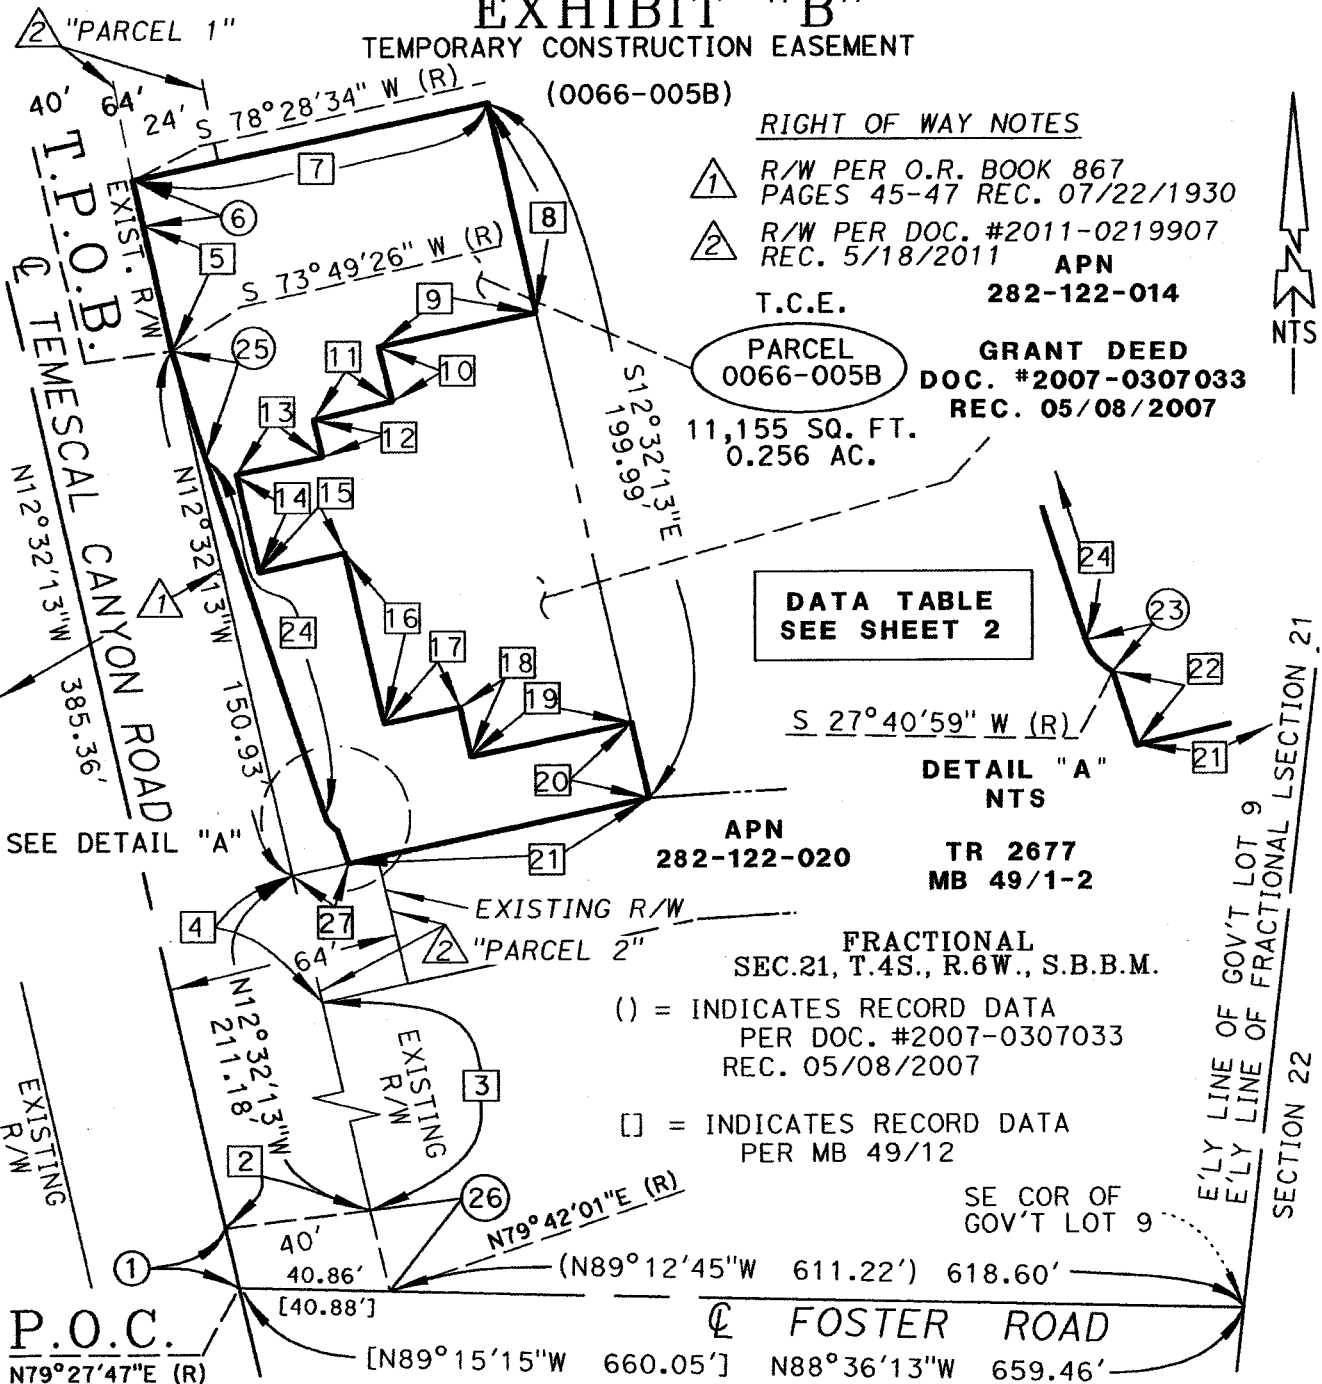 EXHIBIT "B"
TEMPORARY CONSTRUCTION EASEMENT
(0066-005B)
2 "PARCEL 1"
40' 64' 24'
S 78°28'34" W (R)
T.P.O.B.
EXIST. R/W
7
6
5
8
S 73°49'26" W (R)
9
10
11
12
13
14
15
16
17
18
19
20
21
24
25
RIGHT OF WAY NOTES
1 R/W PER O.R. BOOK 867
PAGES 45-47 REC. 07/22/1930
2 R/W PER DOC. #2011-0219907
REC. 5/18/2011
APN
282-122-014
T.C.E.
PARCEL
0066-005B
11,155 SQ. FT.
0.256 AC.
GRANT DEED
DOC. #2007-0307033
REC. 05/08/2007
NTS
S12°32'13"E
199.99'
℄ TEMESCAL CANYON ROAD
N12°32'13"W 385.36'
N12°32'13"W 150.93'
1
SEE DETAIL "A"
DATA TABLE
SEE SHEET 2
24
23
22
21
S 27°40'59" W (R)
DETAIL "A"
NTS
APN
282-122-020
TR 2677
MB 49/1-2
4
27
EXISTING R/W
2 "PARCEL 2"
64'
N12°32'13"W
211.18'
FRACTIONAL
SEC.21, T.4S., R.6W., S.B.B.M.
() = INDICATES RECORD DATA
PER DOC. #2007-0307033
REC. 05/08/2007
[] = INDICATES RECORD DATA
PER MB 49/12
EXISTING
R/W
3
EXISTING
R/W
2
26
N79°42'01"E (R)
1
40'
40.86'
[40.88']
(N89°12'45"W 611.22') 618.60'
SE COR OF
GOV'T LOT 9
E'LY LINE OF GOV'T LOT 9
E'LY LINE OF FRACTIONAL LSECTION 21
SECTION 22
℄ FOSTER ROAD
P.O.C.
N79°27'47"E (R)
[N89°15'15"W 660.05'] N88°36'13"W 659.46'